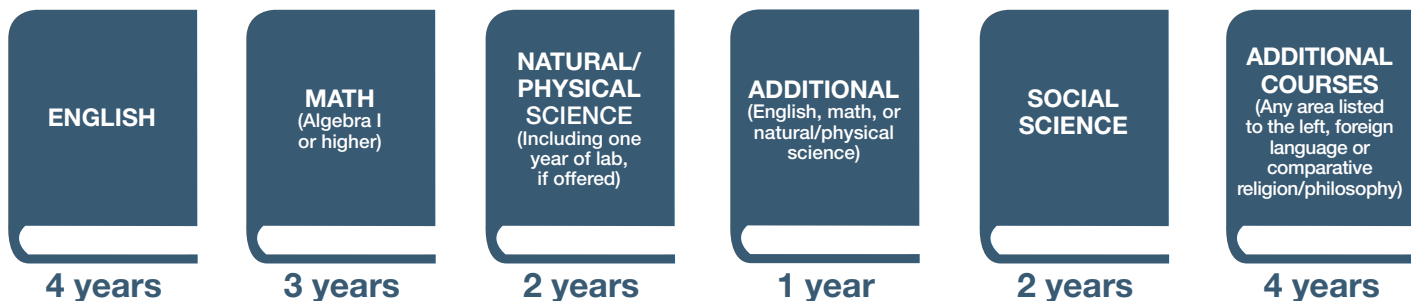 ENGLISH
4 years
MATH
(Algebra I
or higher)
3 years
NATURAL/
PHYSICAL
SCIENCE
(Including one
year of lab,
if offered)
2 years
ADDITIONAL
(English, math, or
natural/physical
science)
1 year
SOCIAL
SCIENCE
2 years
ADDITIONAL
COURSES
(Any area listed
to the left, foreign
language or
comparative
religion/philosophy)
4 years